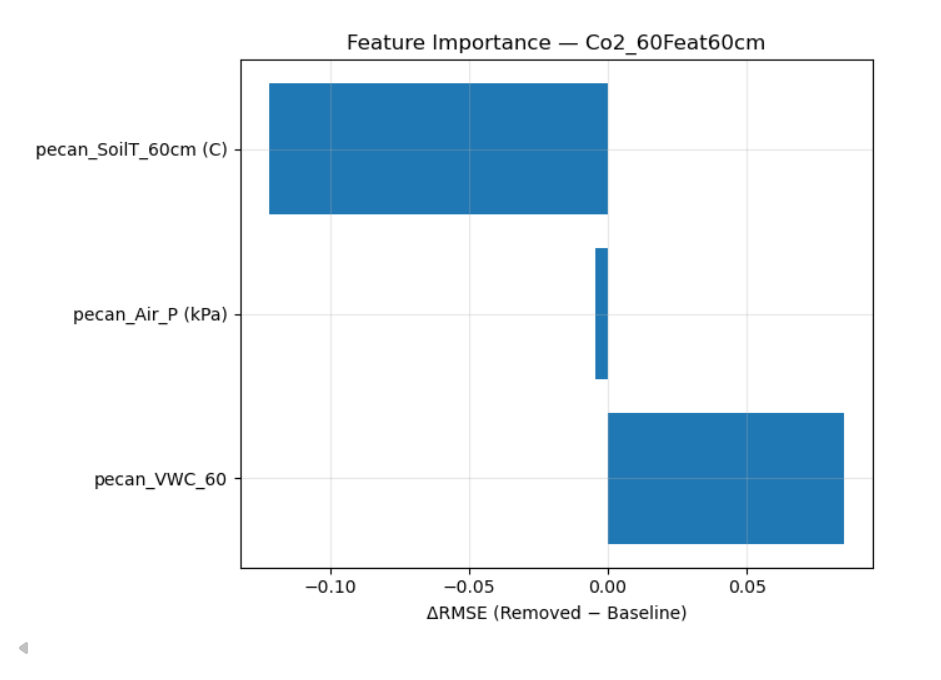 Feature Importance — Co2_60Feat60cm
pecan_SoilT_60cm (C)
pecan_Air_P (kPa)
pecan_VWC_60
−0.10 −0.05 0.00 0.05
ΔRMSE (Removed − Baseline)